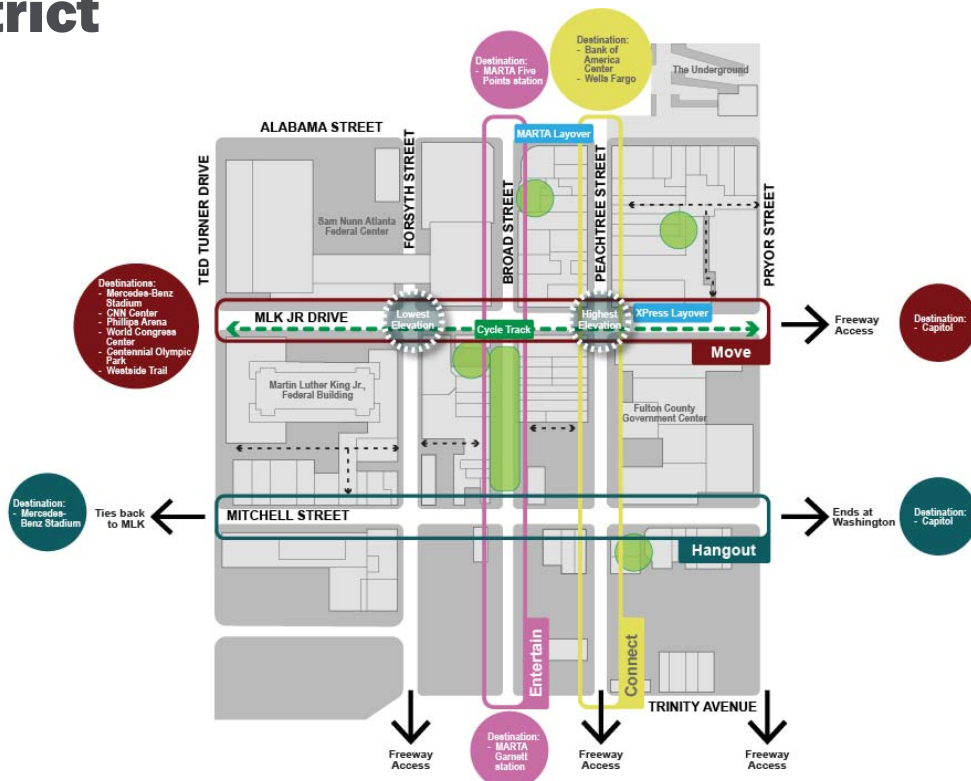 trict
Destination:
- MARTA Five
Points station
Destination:
- Bank of
America
Center
- Wells Fargo
The Underground
ALABAMA STREET
MARTA Layover
TED TURNER DRIVE
FORSYTH STREET
BROAD STREET
PEACHTREE STREET
PRYOR STREET
Sam Nunn Atlanta
Federal Center
Destinations:
- Mercedes-Benz
Stadium
- CNN Center
- Phillips Arena
- World Congress
Center
- Centennial Olympic
Park
- Westside Trail
MLK JR DRIVE
Lowest
Elevation
Cycle Track
Highest
Elevation
XPress Layover
Move
Freeway
Access
Destination:
- Capitol
Martin Luther King Jr.,
Federal Building
Fulton County
Government Center
Destination:
- Mercedes-
Benz Stadium
Ties back
to MLK
MITCHELL STREET
Hangout
Ends at
Washington
Destination:
- Capitol
Entertain
Connect
TRINITY AVENUE
Freeway
Access
Destination:
- MARTA
Garnett
station
Freeway
Access
Freeway
Access